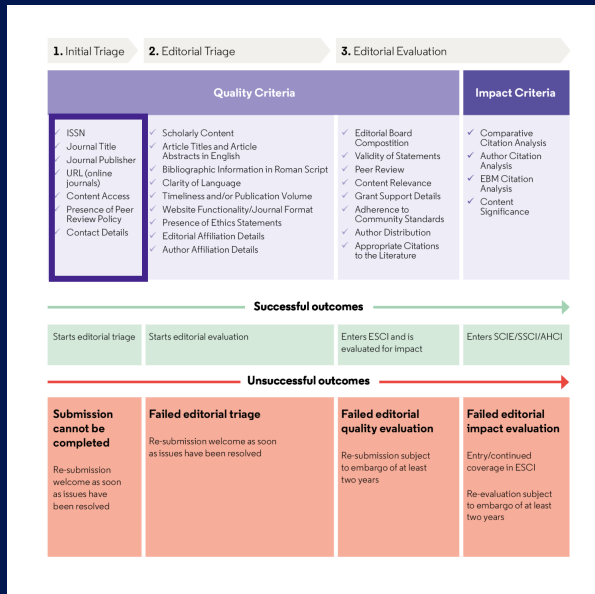 1. Initial Triage
2. Editorial Triage
3. Editorial Evaluation
Quality Criteria
Impact Criteria
✓ ISSN
✓ Journal Title
✓ Journal Publisher
✓ URL (online
journals)
✓ Content Access
✓ Presence of Peer
Review Policy
✓ Contact Details
✓ Scholarly Content
✓ Article Titles and Article
Abstracts in English
✓ Bibliographic Information in Roman Script
✓ Clarity of Language
✓ Timeliness and/or Publication Volume
✓ Website Functionality/Journal Format
✓ Presence of Ethics Statements
✓ Editorial Affiliation Details
✓ Author Affiliation Details
✓ Editorial Board
Compostition
✓ Validity of Statements
✓ Peer Review
✓ Content Relevance
✓ Grant Support Details
✓ Adherence to
Community Standards
✓ Author Distribution
✓ Appropriate Citations
to the Literature
✓ Comparative
Citation Analysis
✓ Author Citation
Analysis
✓ EBM Citation
Analysis
✓ Content
Significance
Successful outcomes
Starts editorial triage
Starts editorial evaluation
Enters ESCI and is
evaluated for impact
Enters SCIE/SSCI/AHCI
Unsuccessful outcomes
Submission
cannot be
completed
Re-submission
welcome as soon
as issues have
been resolved
Failed editorial triage
Re-submission welcome as soon
as issues have been resolved
Failed editorial
quality evaluation
Re-submission subject
to embargo of at least
two years
Failed editorial
impact evaluation
Entry/continued
coverage in ESCI
Re-evaluation subject
to embargo of at least
two years